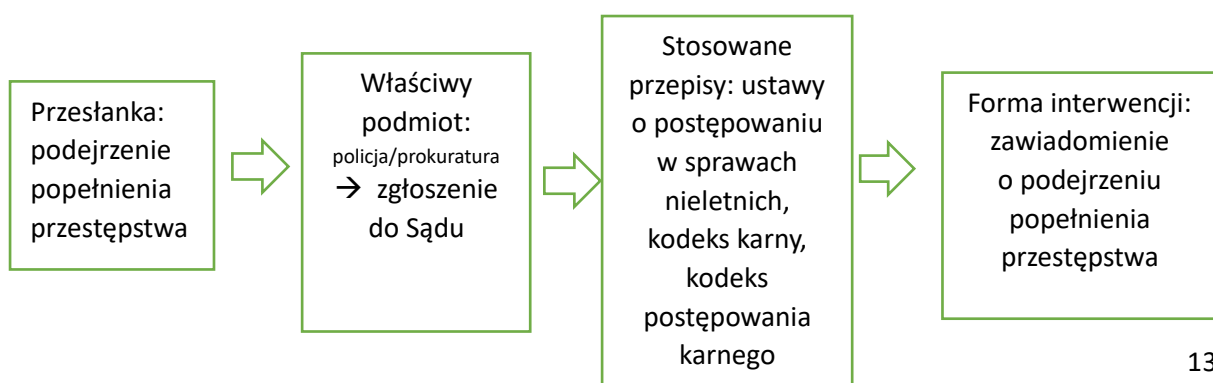 Przesłanka:
podejrzenie
popełnienia
przestępstwa
Właściwy
podmiot:
policja/prokuratura
→ zgłoszenie
do Sądu
Stosowane
przepisy: ustawy
o postępowaniu
w sprawach
nieletnich,
kodeks karny,
kodeks
postępowania
karnego
Forma interwencji:
zawiadomienie
o podejrzeniu
popełnienia
przestępstwa
13